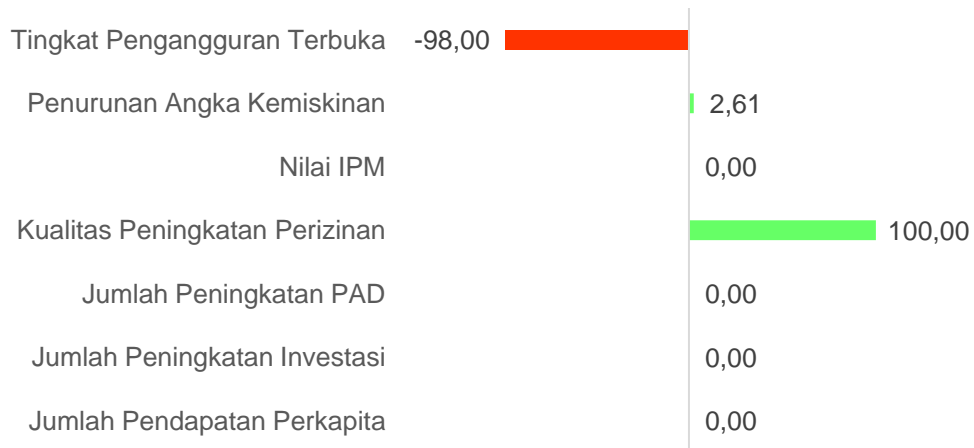 Tingkat Pengangguran Terbuka -98,00
Penurunan Angka Kemiskinan 2,61
Nilai IPM 0,00
Kualitas Peningkatan Perizinan 100,00
Jumlah Peningkatan PAD 0,00
Jumlah Peningkatan Investasi 0,00
Jumlah Pendapatan Perkapita 0,00